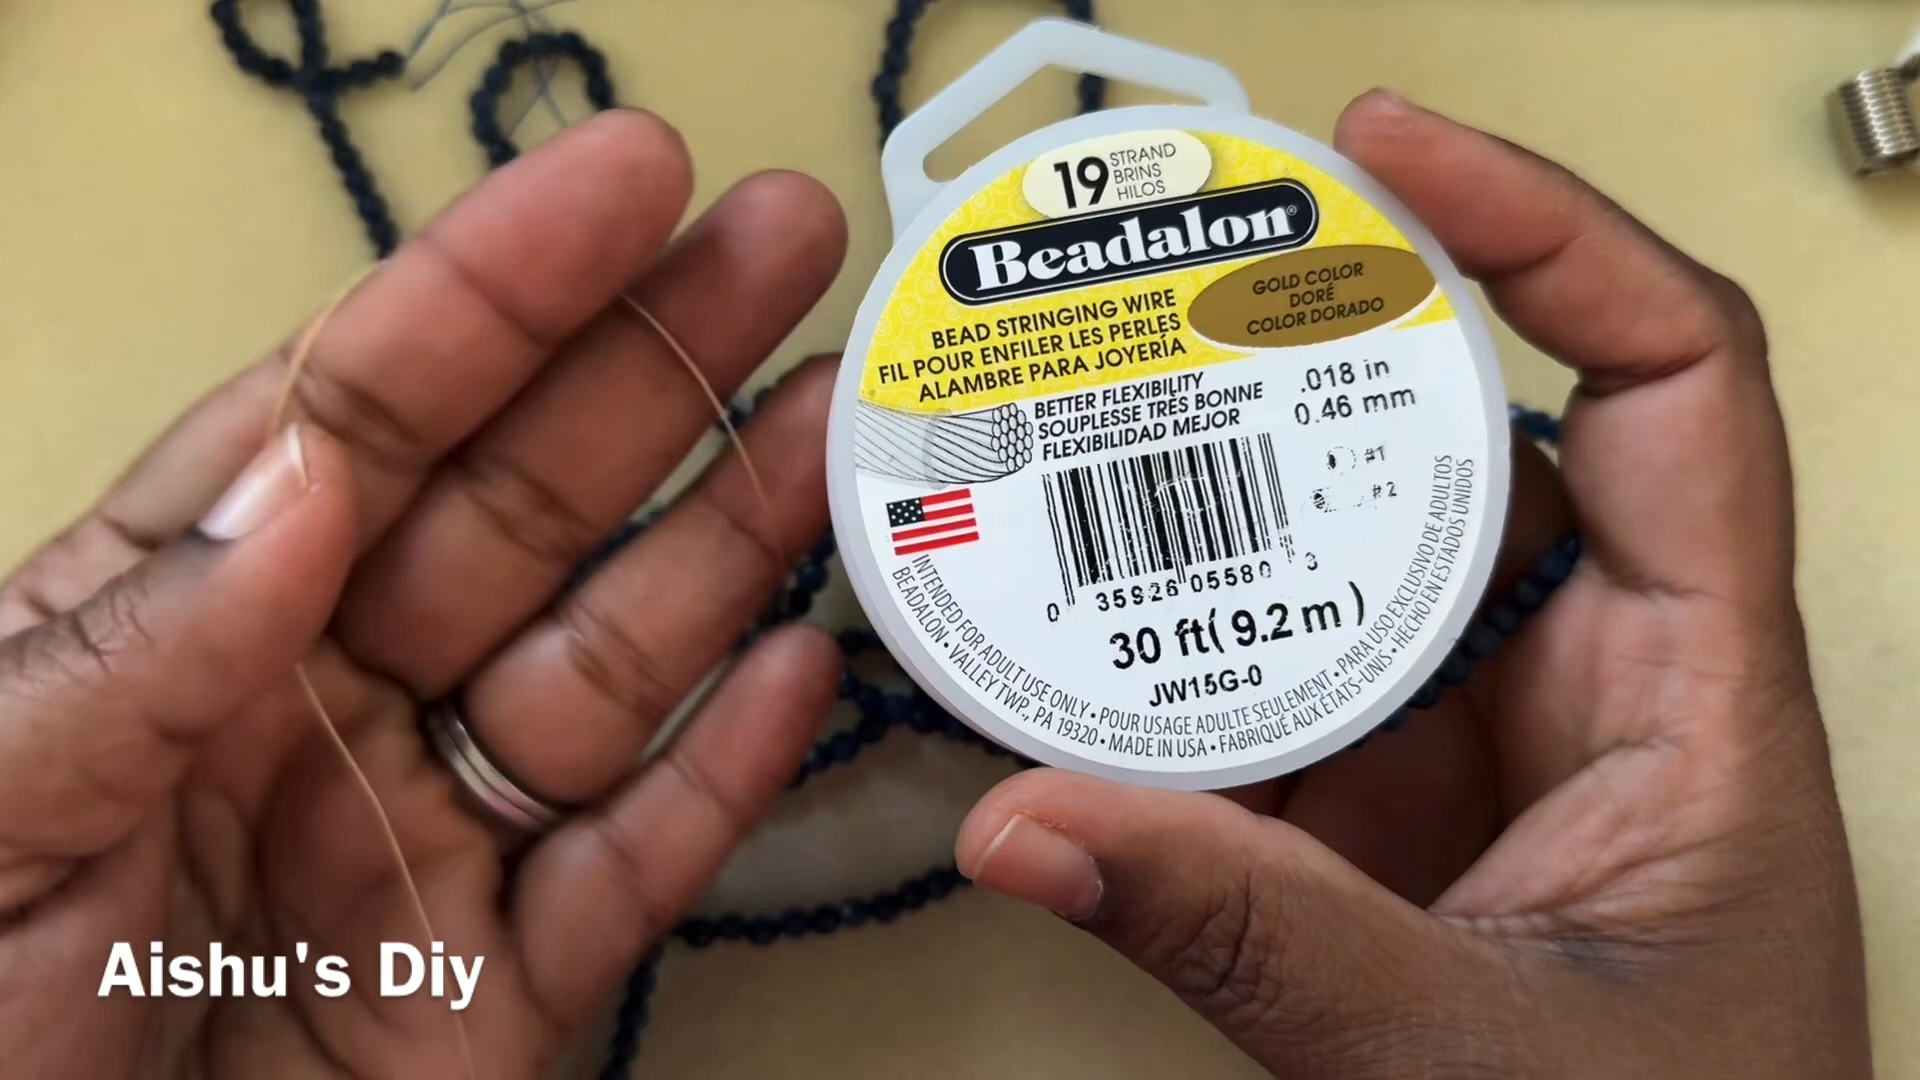 19 STRAND
BRINS
HILOS
Beadalon®
GOLD COLOR
DORÉ
COLOR DORADO
BEAD STRINGING WIRE
FIL POUR ENFILER LES PERLES
ALAMBRE PARA JOYERÍA
BETTER FLEXIBILITY
SOUPLESSE TRÈS BONNE
FLEXIBILIDAD MEJOR
.018 in
0.46 mm
#1
#2
0 35926 05580 3
30 ft( 9.2 m )
JW15G-0
INTENDED FOR ADULT USE ONLY • POUR USAGE ADULTE SEULEMENT • PARA USO EXCLUSIVO DE ADULTOS
BEADALON • VALLEY TWP., PA 19320 • MADE IN USA • FABRIQUÉ AUX ETATS-UNIS • HECHO EN ESTADOS UNIDOS
Aishu's Diy